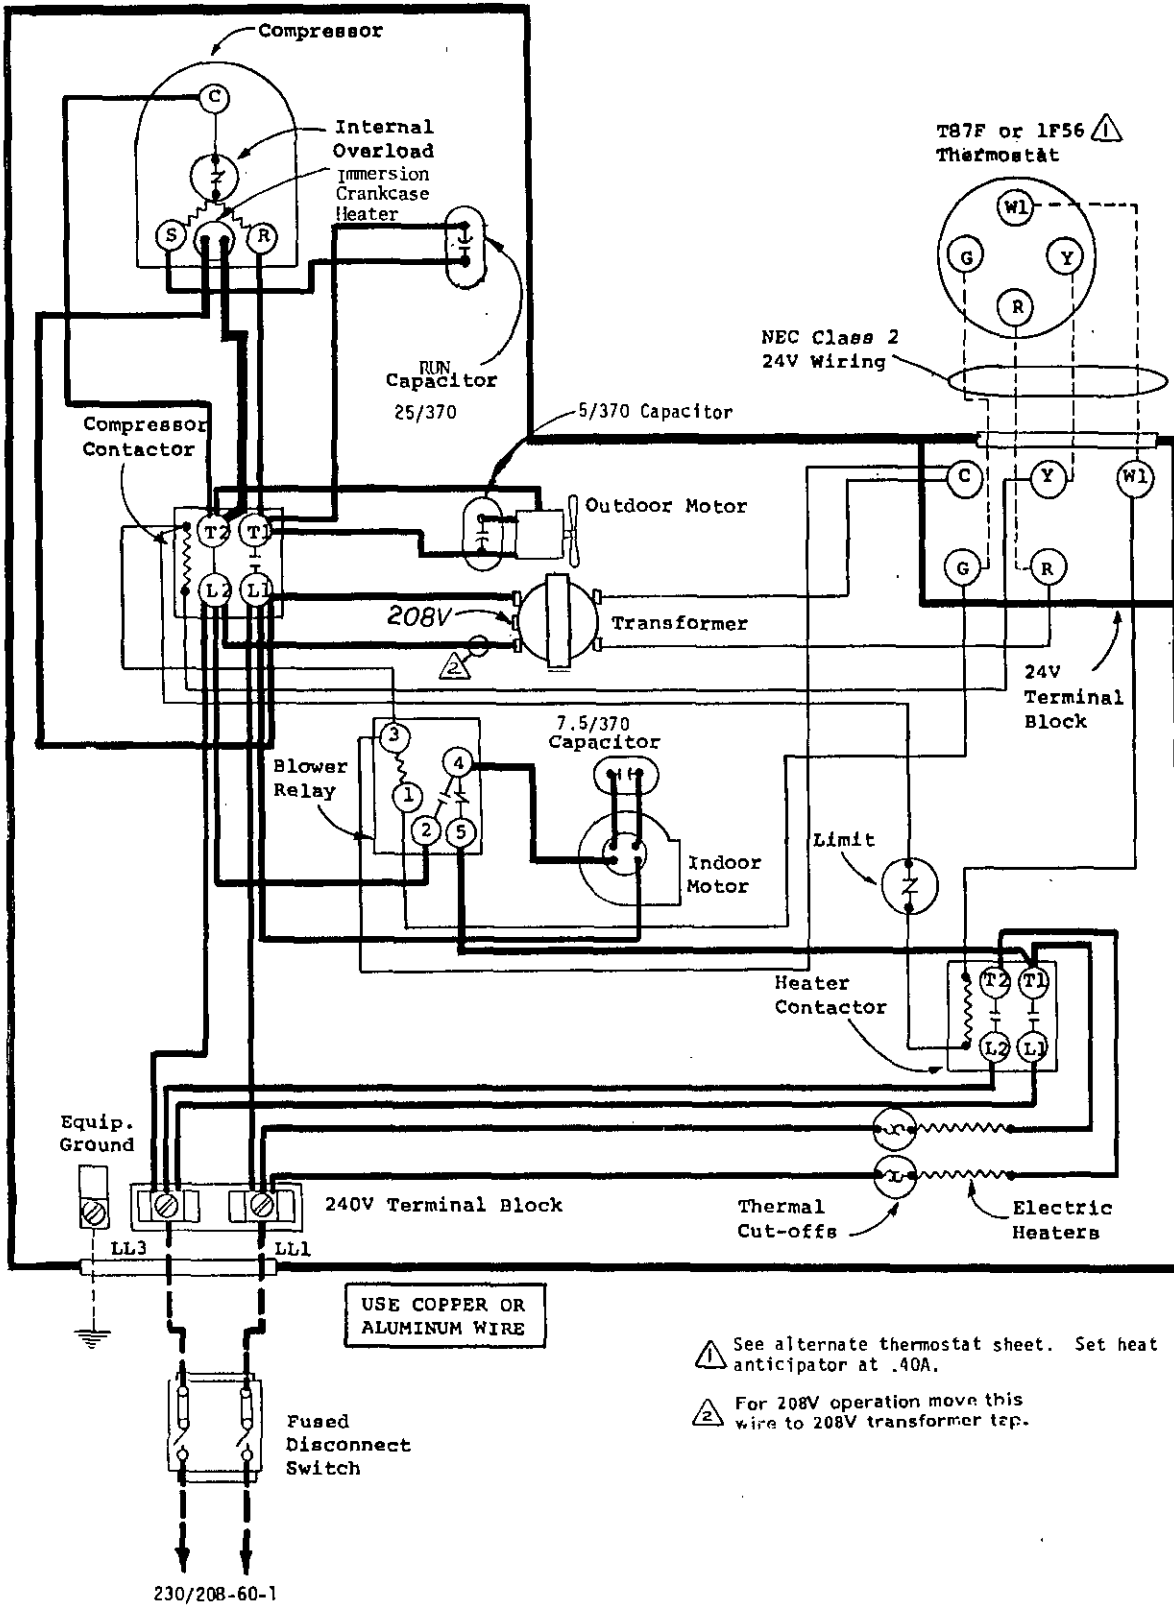 Compressor
C
Internal
Overload
Immersion
Crankcase
Heater
S
R
RUN
Capacitor
25/370
T87F or 1F56 1
Thermostat
W1
G
Y
R
NEC Class 2
24V Wiring
5/370 Capacitor
Compressor
Contactor
C
Y
W1
Outdoor Motor
T2
T1
G
R
L2
L1
208V
Transformer
2
24V
Terminal
Block
7.5/370
Capacitor
3
4
Blower
Relay
1
2
5
Limit
Indoor
Motor
Heater
Contactor
T2
T1
L2
L1
Equip.
Ground
240V Terminal Block
Thermal
Cut-offs
Electric
Heaters
LL3
LL1
USE COPPER OR
ALUMINUM WIRE
1 See alternate thermostat sheet. Set heat
anticipator at .40A.
2 For 208V operation move this
wire to 208V transformer tap.
Fused
Disconnect
Switch
230/208-60-1